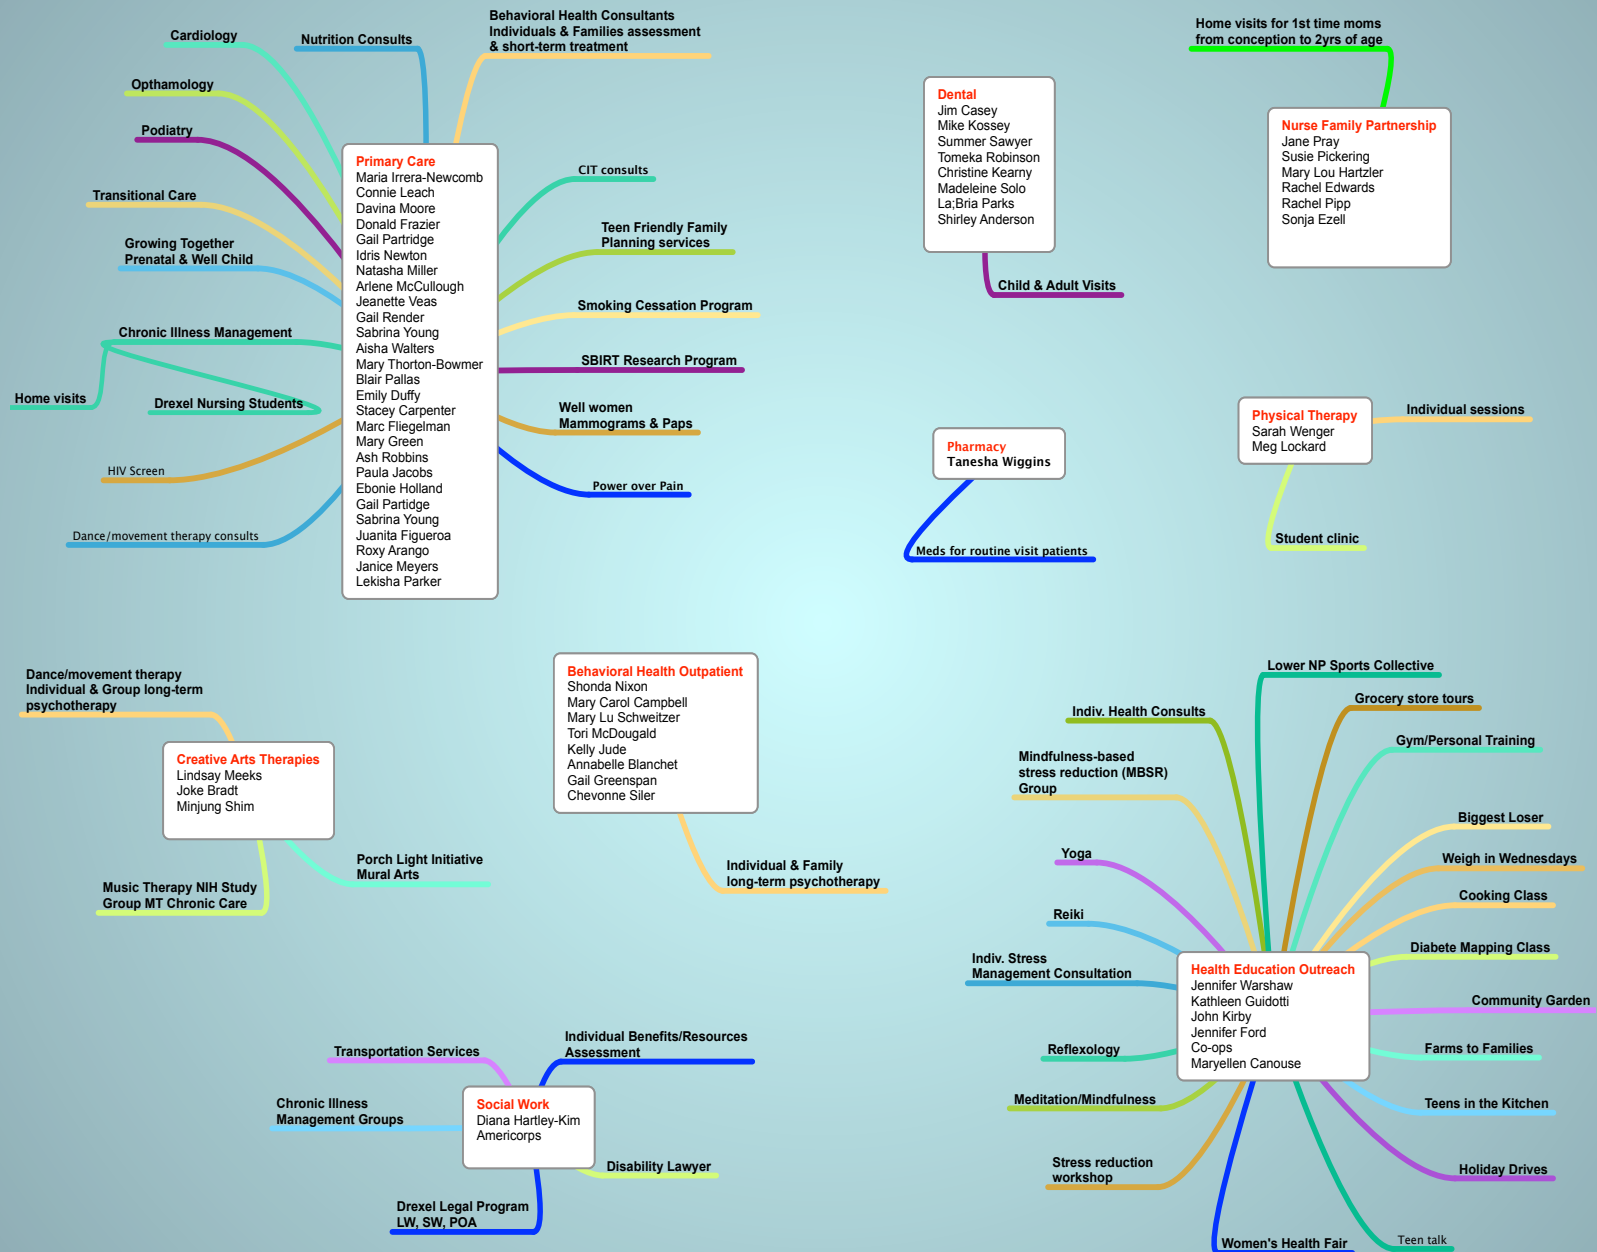 Cardiology
Nutrition Consults
Behavioral Health Consultants
Individuals & Families assessment
& short-term treatment
Opthamology
Podiatry
Transitional Care
Growing Together
Prenatal & Well Child
Chronic Illness Management
Home visits
Drexel Nursing Students
HIV Screen
Dance/movement therapy consults
Primary Care
Maria Irrera-Newcomb
Connie Leach
Davina Moore
Donald Frazier
Gail Partridge
Idris Newton
Natasha Miller
Arlene McCullough
Jeanette Veas
Gail Render
Sabrina Young
Aisha Walters
Mary Thorton-Bowmer
Blair Pallas
Emily Duffy
Stacey Carpenter
Marc Fliegelman
Mary Green
Ash Robbins
Paula Jacobs
Ebonie Holland
Gail Partidge
Sabrina Young
Juanita Figueroa
Roxy Arango
Janice Meyers
Lekisha Parker
CIT consults
Teen Friendly Family
Planning services
Smoking Cessation Program
SBIRT Research Program
Well women
Mammograms & Paps
Power over Pain
Dental
Jim Casey
Mike Kossey
Summer Sawyer
Tomeka Robinson
Christine Kearny
Madeleine Solo
La;Bria Parks
Shirley Anderson
Child & Adult Visits
Home visits for 1st time moms
from conception to 2yrs of age
Nurse Family Partnership
Jane Pray
Susie Pickering
Mary Lou Hartzler
Rachel Edwards
Rachel Pipp
Sonja Ezell
Pharmacy
Tanesha Wiggins
Meds for routine visit patients
Physical Therapy
Sarah Wenger
Meg Lockard
Individual sessions
Student clinic
Dance/movement therapy
Individual & Group long-term
psychotherapy
Creative Arts Therapies
Lindsay Meeks
Joke Bradt
Minjung Shim
Porch Light Initiative
Mural Arts
Music Therapy NIH Study
Group MT Chronic Care
Behavioral Health Outpatient
Shonda Nixon
Mary Carol Campbell
Mary Lu Schweitzer
Tori McDougald
Kelly Jude
Annabelle Blanchet
Gail Greenspan
Chevonne Siler
Individual & Family
long-term psychotherapy
Transportation Services
Individual Benefits/Resources
Assessment
Chronic Illness
Management Groups
Social Work
Diana Hartley-Kim
Americorps
Disability Lawyer
Drexel Legal Program
LW, SW, POA
Lower NP Sports Collective
Grocery store tours
Indiv. Health Consults
Gym/Personal Training
Mindfulness-based
stress reduction (MBSR)
Group
Biggest Loser
Yoga
Weigh in Wednesdays
Cooking Class
Reiki
Diabete Mapping Class
Indiv. Stress
Management Consultation
Health Education Outreach
Jennifer Warshaw
Kathleen Guidotti
John Kirby
Jennifer Ford
Co-ops
Maryellen Canouse
Community Garden
Reflexology
Farms to Families
Meditation/Mindfulness
Teens in the Kitchen
Stress reduction
workshop
Holiday Drives
Women's Health Fair
Teen talk